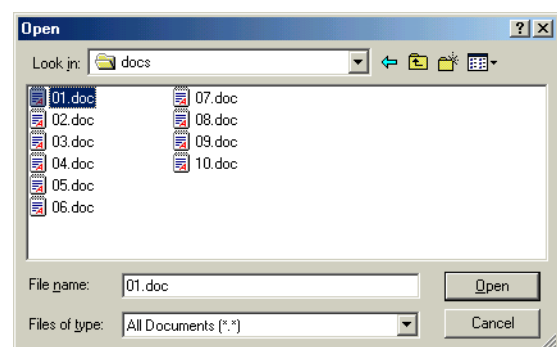 Open
Look in: docs
01.doc
02.doc
03.doc
04.doc
05.doc
06.doc
07.doc
08.doc
09.doc
10.doc
File name: 01.doc Open
Files of type: All Documents (*.*) Cancel